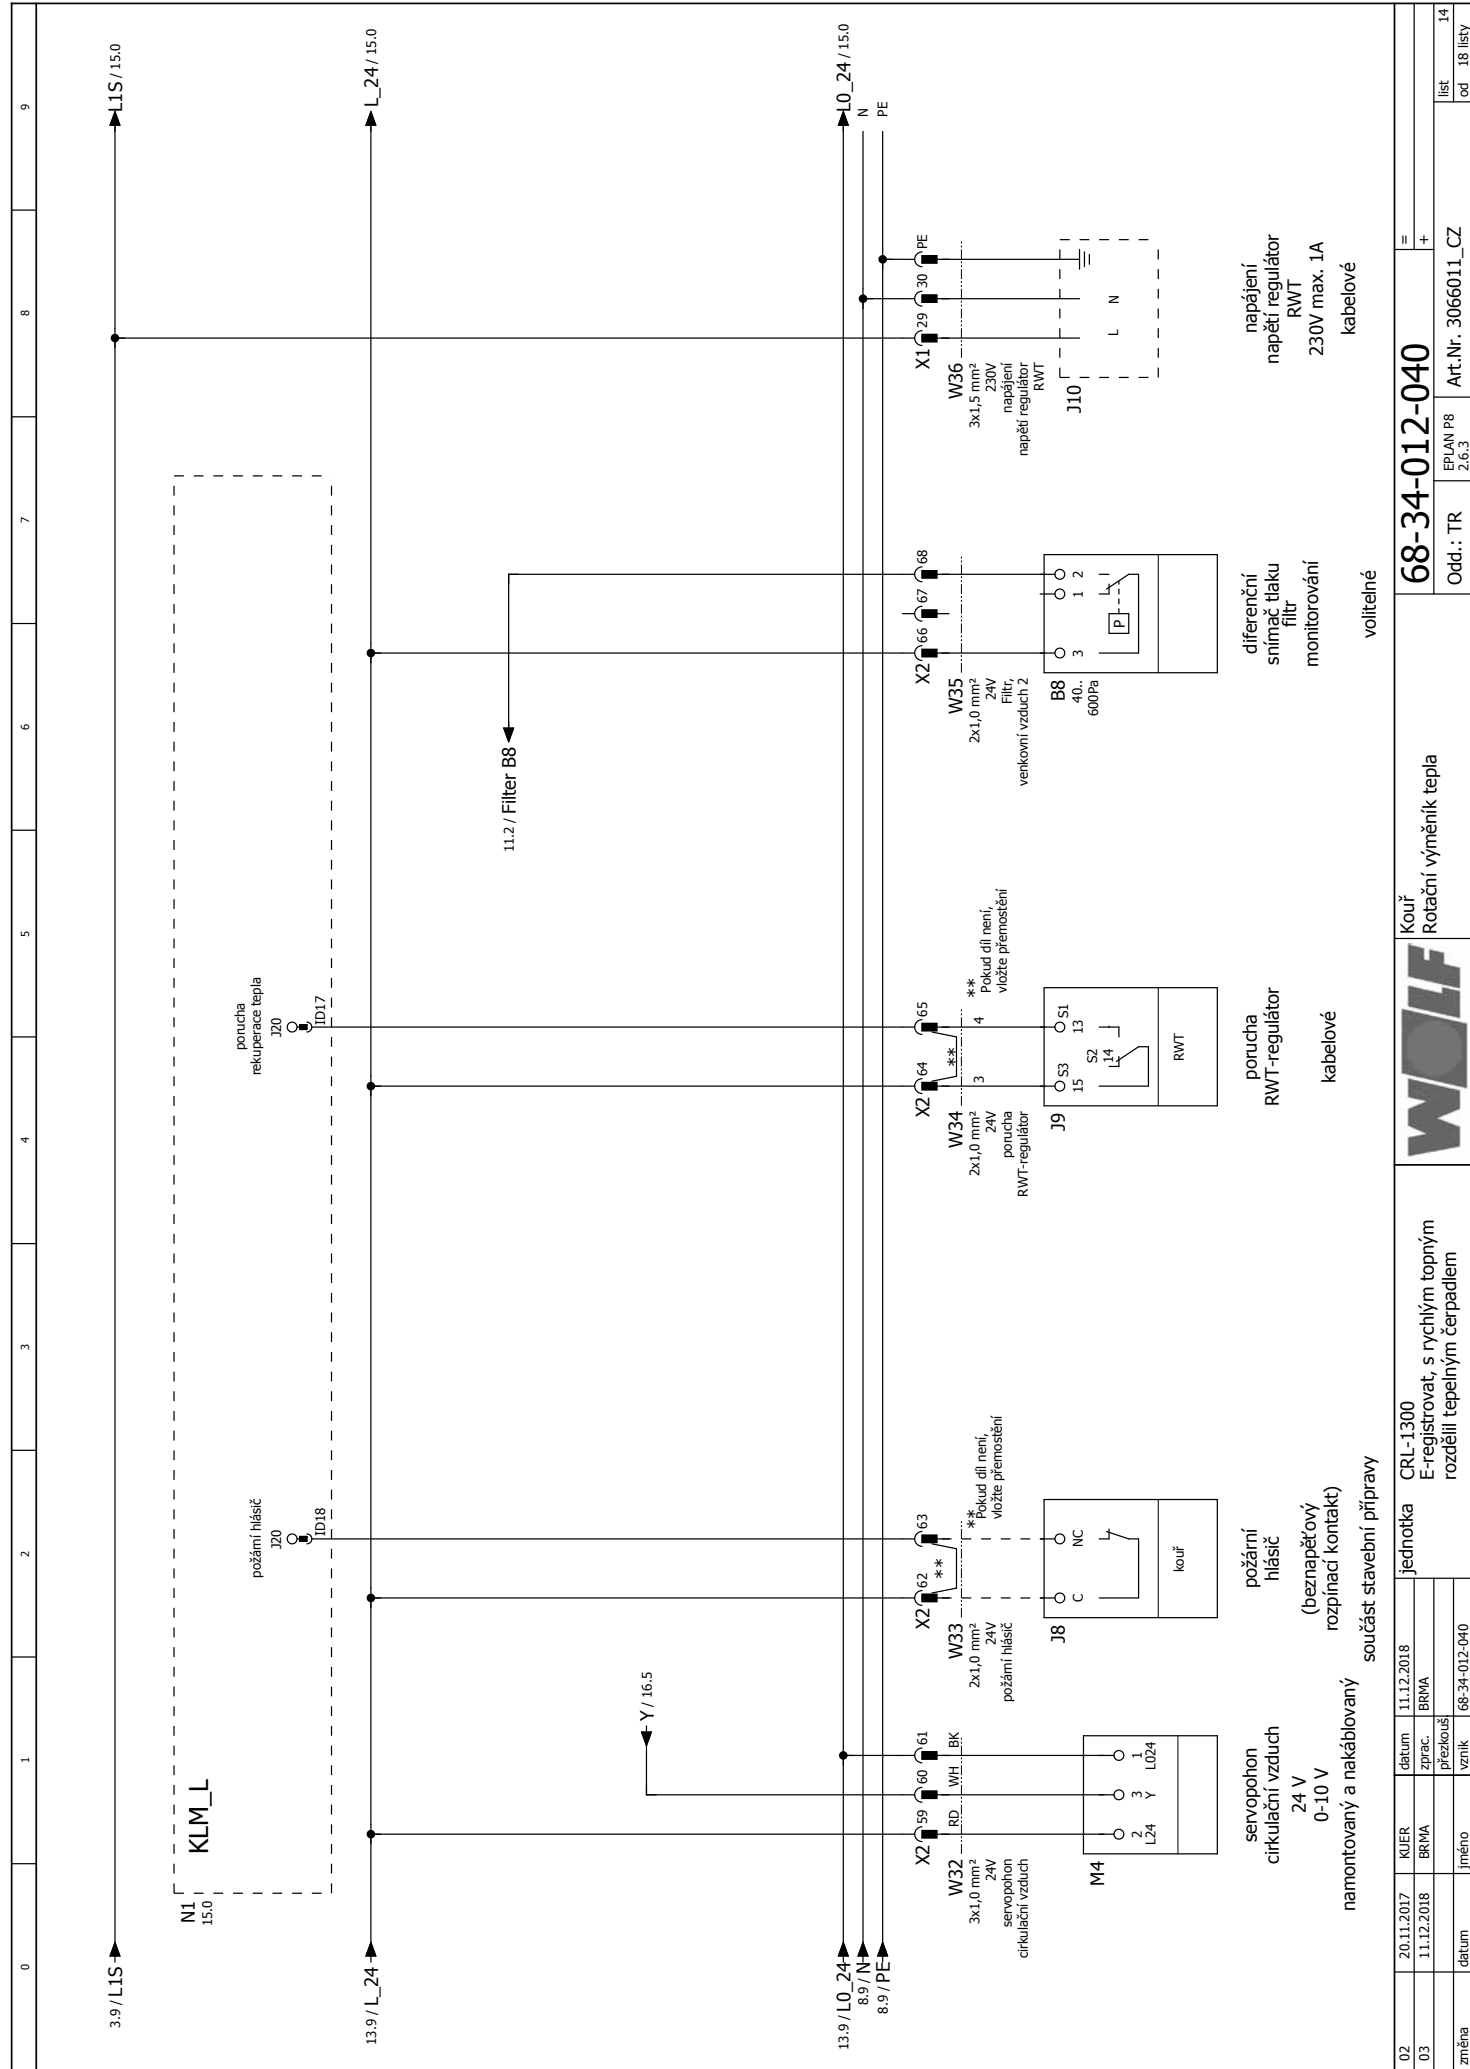 0 1 2 3 4 5 6 7 8 9
3.9 / L1S
L1S / 15.0
N1
15.0
KLM_L
požární hlásič
J20
ID18
porucha
rekuperace tepla
J20
ID17
13.9 / L_24
L_24 / 15.0
Y / 16.5
11.2 / Filter B8
13.9 / L0_24
8.9 / N
8.9 / PE
L0_24 / 15.0
N
PE
X2 59 60 61
RD WH BK
W32
3x1,0 mm²
24V
servopohon
cirkulační vzduch
M4
2 3 1
L24 Y L024
servopohon
cirkulační vzduch
24 V
0-10 V
namontovaný a nakáblovaný
X2 62 63
**
W33
2x1,0 mm²
24V
požární hlásič
**
Pokud díl není,
vložte přemostění
J8
C NC
kouř
požární
hlásič
(beznapěťový
rozpínací kontakt)
součást stavební přípravy
X2 64 65
**
W34
2x1,0 mm²
24V
porucha
RWT-regulátor
3 4
**
Pokud díl není,
vložte přemostění
J9
S3 S1
15 13
S2
14
RWT
porucha
RWT-regulátor
kabelové
X2 66 67 68
W35
2x1,0 mm²
24V
Filtr,
venkovní vzduch 2
B8
40..
600Pa
3 1 2
P
diferenční
snímač tlaku
filtr
monitorování
volitelné
X1 29 30 PE
W36
3x1,5 mm²
230V
napájení
napětí regulátor
RWT
J10
L N
napájení
napětí regulátor
RWT
230V max. 1A
kabelové
02 20.11.2017 KUER datum 11.12.2018
03 11.12.2018 BRMA zprac. BRMA
přezkouš.
změna datum jméno vznik 68-34-012-040
jednotka CRL-1300
E-registrovat, s rychlým topným
rozdělil tepelným čerpadlem
WOLF
Kouř
Rotační výměník tepla
68-34-012-040
=
+
Odd.: TR
EPLAN P8
2.6.3
Art.Nr. 3066011_CZ
list 14
od 18 listy